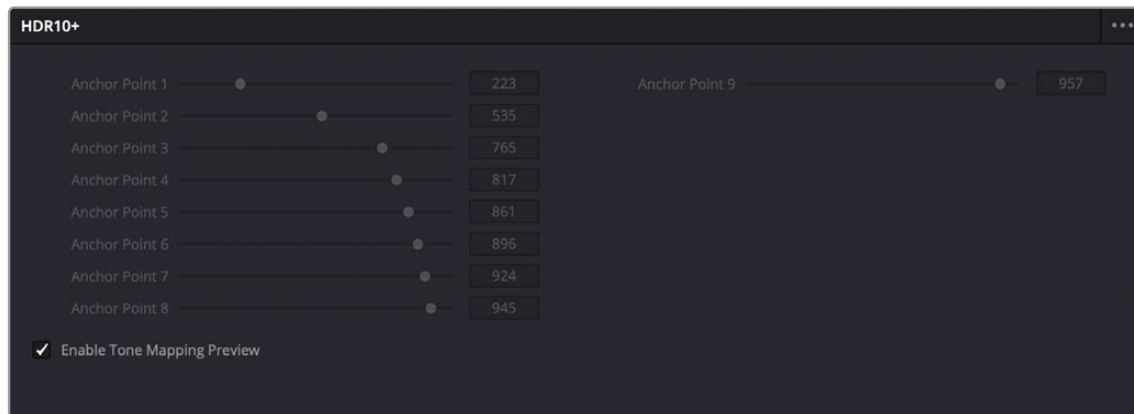 HDR10+
Anchor Point 1 223
Anchor Point 2 535
Anchor Point 3 765
Anchor Point 4 817
Anchor Point 5 861
Anchor Point 6 896
Anchor Point 7 924
Anchor Point 8 945
Anchor Point 9 957
Enable Tone Mapping Preview